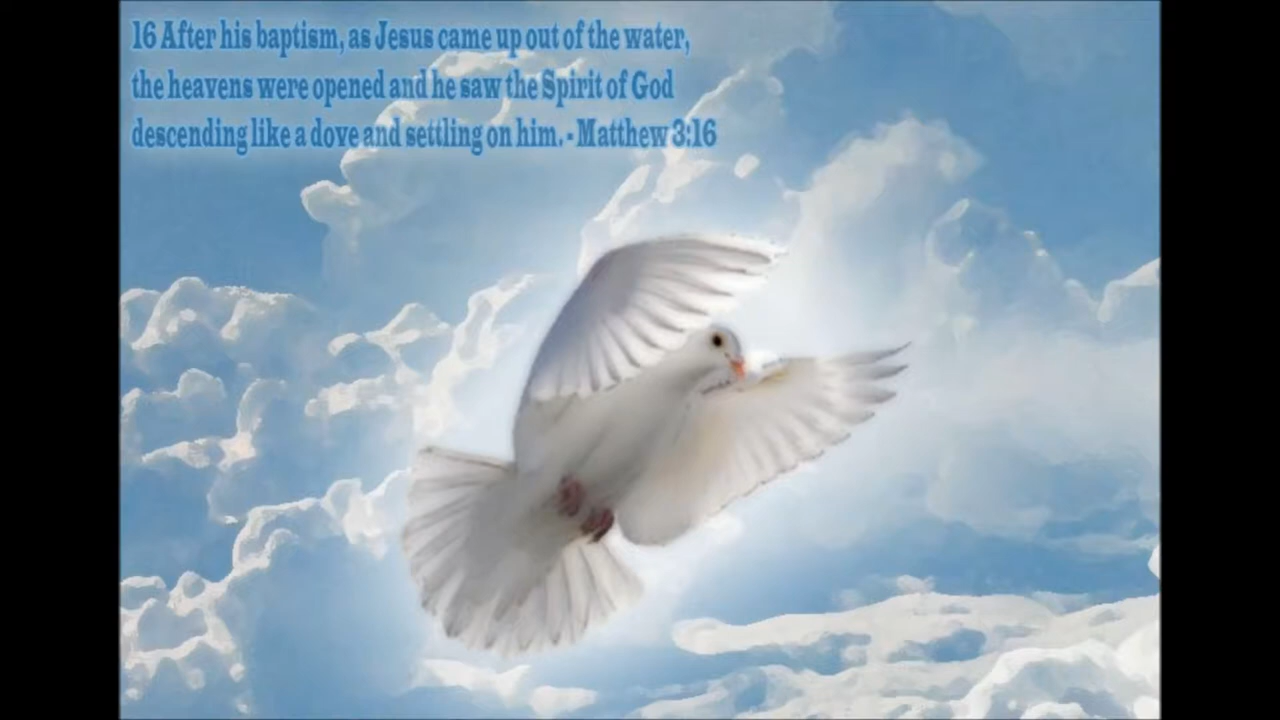 16 After his baptism, as Jesus came up out of the water,
the heavens were opened and he saw the Spirit of God
descending like a dove and settling on him. - Matthew 3:16